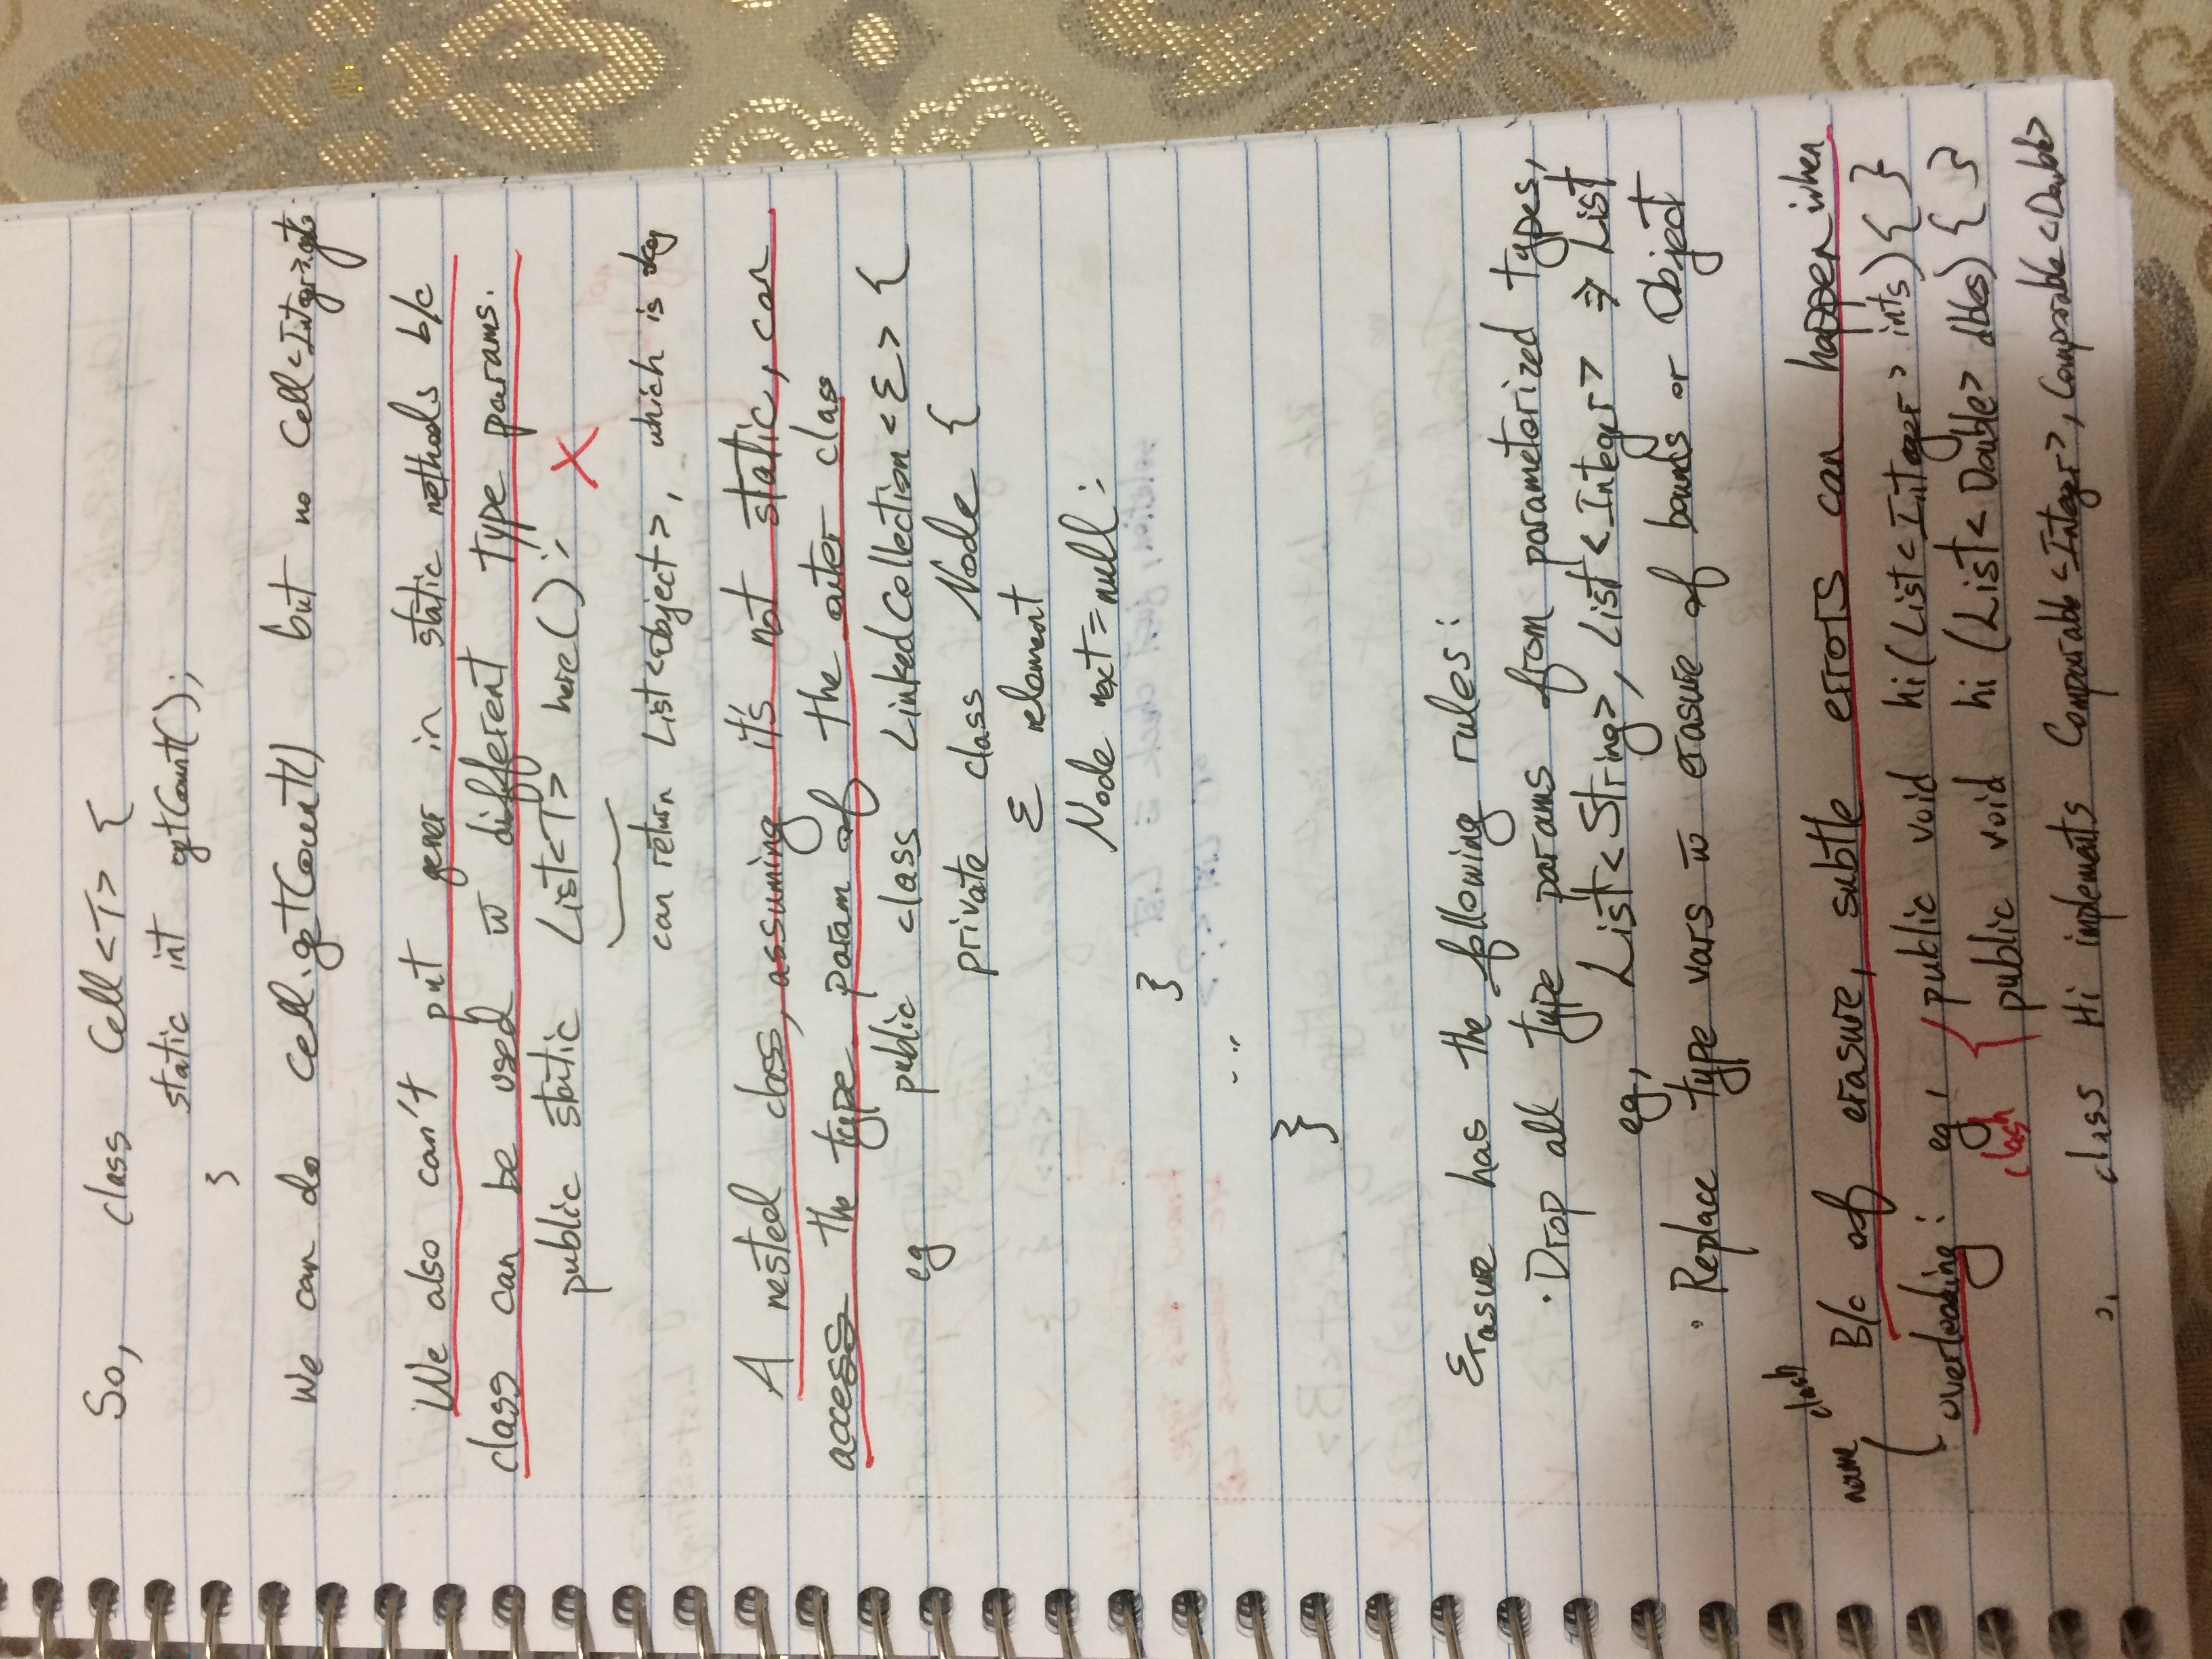 So, class Cell<T> {
static int getCount();
}
We can do Cell.getCount() but no Cell<Integer>.get
We also can't put gener in static methods b/c
class can be used w̄ different type params.
public static List<T> here(); X
can return List<Object>, which is
A nested class, assuming it's not static, can
access the type param of the outer class
eg public class LinkedCollection<E> {
private class Node {
E element
Node next=null;
}
...
}
Erasure has the following rules:
· Drop all type params from parameterized types,
eg, List<String>, List<Integer> ⇒ List
· Replace type vars w̄ erasure of bounds or Object
name clash
B/c of erasure, subtle errors can happen when
overloading: eg, public void hi(List<Integer> ints) { }
clash public void hi (List<Double> dbles) { }
class Hi implements Comparable<Integer>, Comparable<Double>